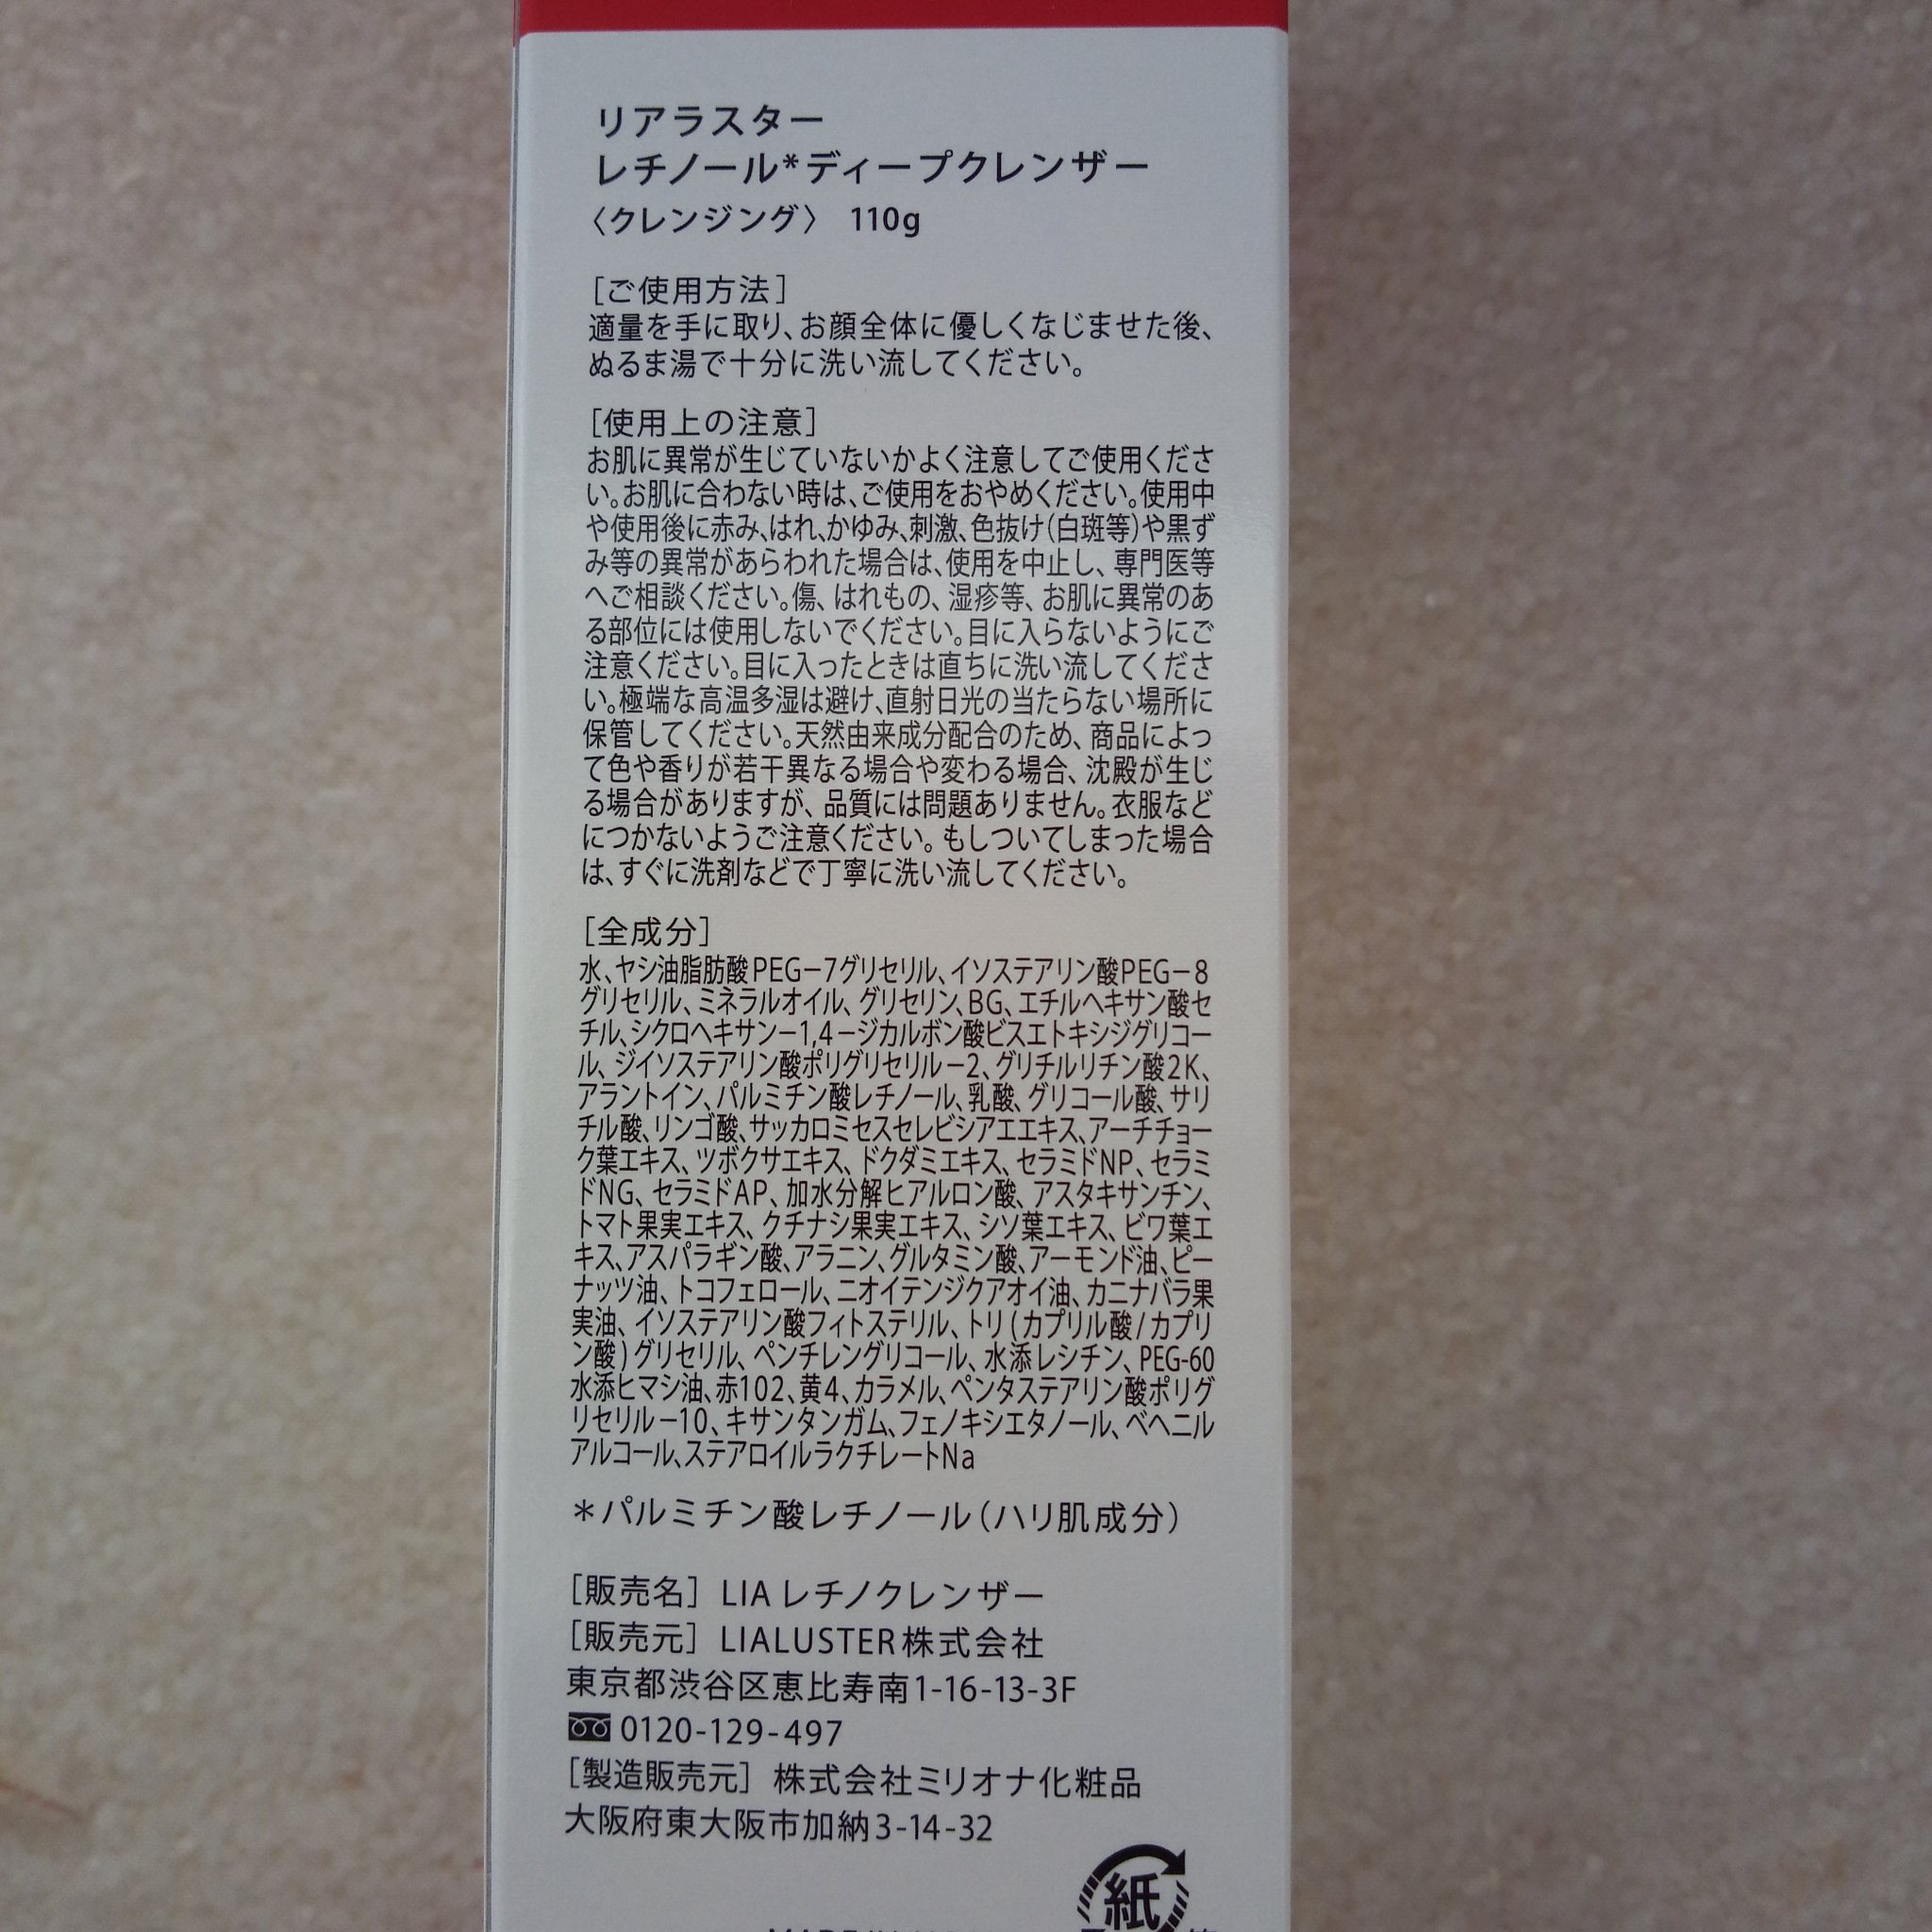 リアラスター
レチノール*ディープクレンザー
〈クレンジング〉 110g
[ご使用方法]
適量を手に取り、お顔全体に優しくなじませた後、
ぬるま湯で十分に洗い流してください。
[使用上の注意]
お肌に異常が生じていないかよく注意してご使用くださ
い。お肌に合わない時は、ご使用をおやめください。使用中
や使用後に赤み、はれ、かゆみ、刺激、色抜け(白斑等)や黒ず
み等の異常があらわれた場合は、使用を中止し、専門医等
へご相談ください。傷、はれもの、湿疹等、お肌に異常のあ
る部位には使用しないでください。目に入らないようにご
注意ください。目に入ったときは直ちに洗い流してくださ
い。極端な高温多湿は避け、直射日光の当たらない場所に
保管してください。天然由来成分配合のため、商品によっ
て色や香りが若干異なる場合や変わる場合、沈殿が生じ
る場合がありますが、品質には問題ありません。衣服など
につかないようご注意ください。もしついてしまった場合
は、すぐに洗剤などで丁寧に洗い流してください。
[全成分]
水、ヤシ油脂肪酸PEG－7グリセリル、イソステアリン酸PEG－8
グリセリル、ミネラルオイル、グリセリン、BG、エチルヘキサン酸セ
チル、シクロヘキサン－1,4－ジカルボン酸ビスエトキシジグリコー
ル、ジイソステアリン酸ポリグリセリル－2、グリチルリチン酸2K、
アラントイン、パルミチン酸レチノール、乳酸、グリコール酸、サリ
チル酸、リンゴ酸、サッカロミセスセレビシアエエキス、アーチチョー
ク葉エキス、ツボクサエキス、ドクダミエキス、セラミドNP、セラミ
ドNG、セラミドAP、加水分解ヒアルロン酸、アスタキサンチン、
トマト果実エキス、クチナシ果実エキス、シソ葉エキス、ビワ葉エ
キス、アスパラギン酸、アラニン、グルタミン酸、アーモンド油、ピー
ナッツ油、トコフェロール、ニオイテンジクアオイ油、カニナバラ果
実油、イソステアリン酸フィトステリル、トリ(カプリル酸/カプリ
ン酸)グリセリル、ペンチレングリコール、水添レシチン、PEG-60
水添ヒマシ油、赤102、黄4、カラメル、ペンタステアリン酸ポリグ
リセリル－10、キサンタンガム、フェノキシエタノール、ベヘニル
アルコール、ステアロイルラクチレートNa
＊パルミチン酸レチノール(ハリ肌成分)
[販売名] LIA レチノクレンザー
[販売元] LIALUSTER株式会社
東京都渋谷区恵比寿南1-16-13-3F
0120-129-497
[製造販売元] 株式会社ミリオナ化粧品
大阪府東大阪市加納3-14-32
紙